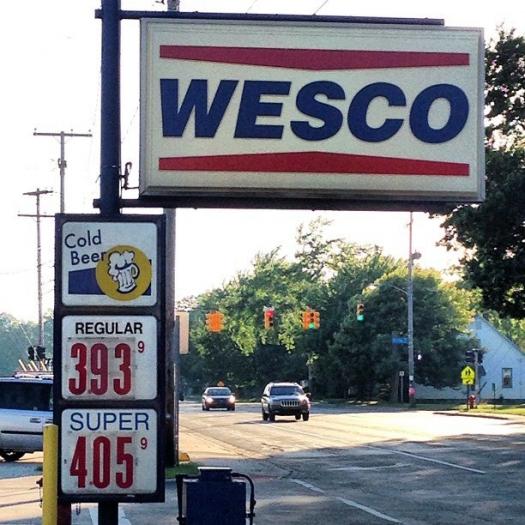 WESCO
Cold
Beer
REGULAR
393 9
SUPER
405 9